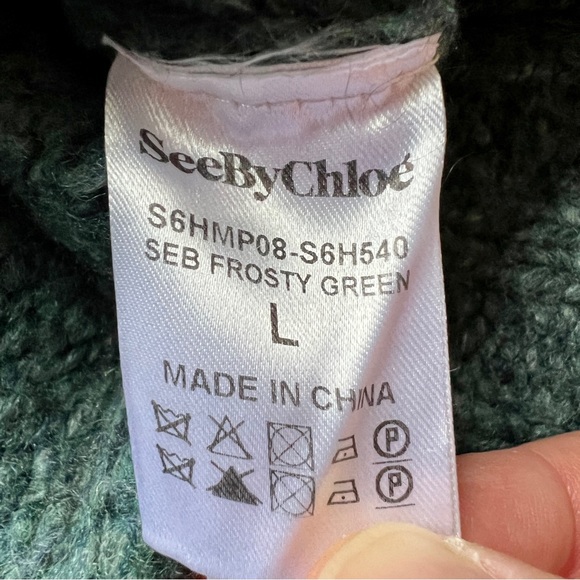 SeeByChloé
S6HMP08-S6H540
SEB FROSTY GREEN
L
MADE IN CHINA
P
P